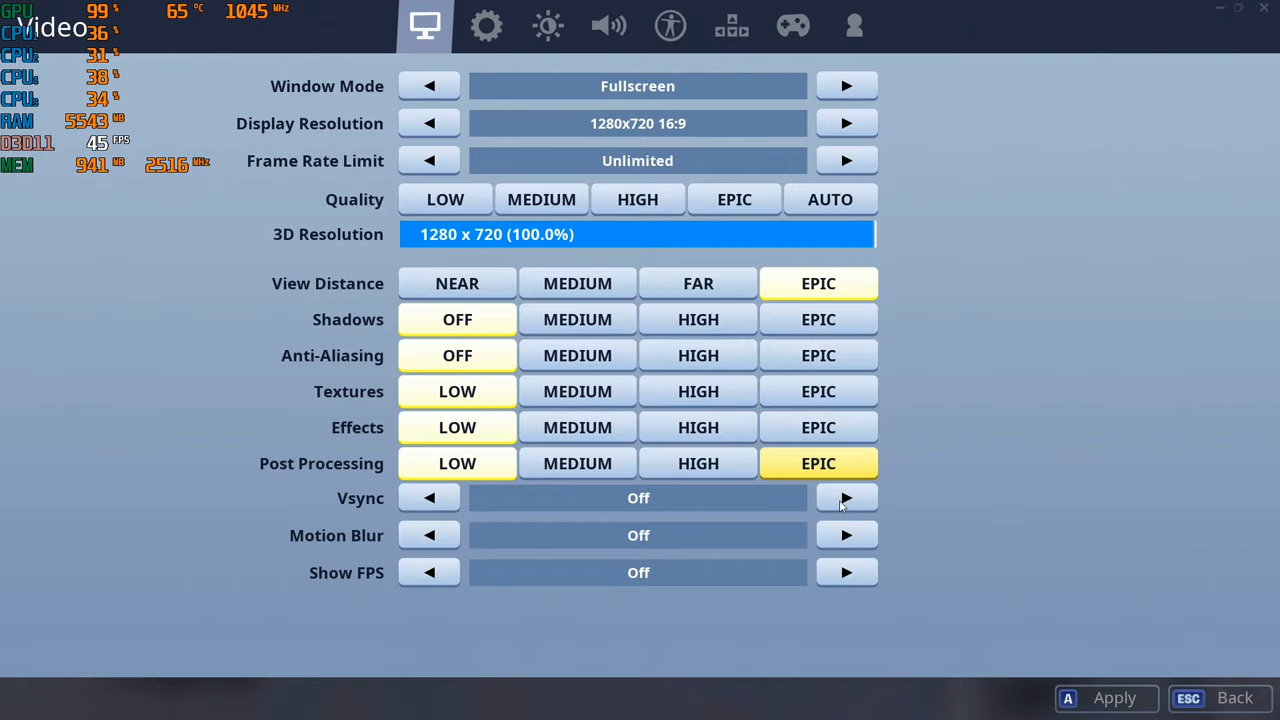 Video
GPU 99 % 65 °C 1045 MHz
CPU1 36 %
CPU2 31 %
CPU3 38 %
CPU4 34 %
RAM 5543 MB
D3D11 45 FPS
MEM 941 MB 2516 MHz
Window Mode ◀ Fullscreen ▶
Display Resolution ◀ 1280x720 16:9 ▶
Frame Rate Limit ◀ Unlimited ▶
Quality LOW MEDIUM HIGH EPIC AUTO
3D Resolution 1280 x 720 (100.0%)
View Distance NEAR MEDIUM FAR EPIC
Shadows OFF MEDIUM HIGH EPIC
Anti-Aliasing OFF MEDIUM HIGH EPIC
Textures LOW MEDIUM HIGH EPIC
Effects LOW MEDIUM HIGH EPIC
Post Processing LOW MEDIUM HIGH EPIC
Vsync ◀ Off ▶
Motion Blur ◀ Off ▶
Show FPS ◀ Off ▶
A Apply ESC Back